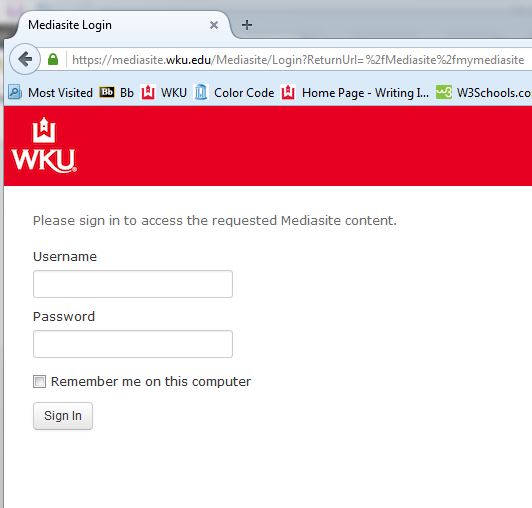 Mediasite Login
https://mediasite.wku.edu/Mediasite/Login?ReturnUrl=%2fMediasite%2fmymediasite
Most Visited Bb Bb WKU Color Code Home Page - Writing I... W3Schools.co
WKU
Please sign in to access the requested Mediasite content.
Username
Password
Remember me on this computer
Sign In